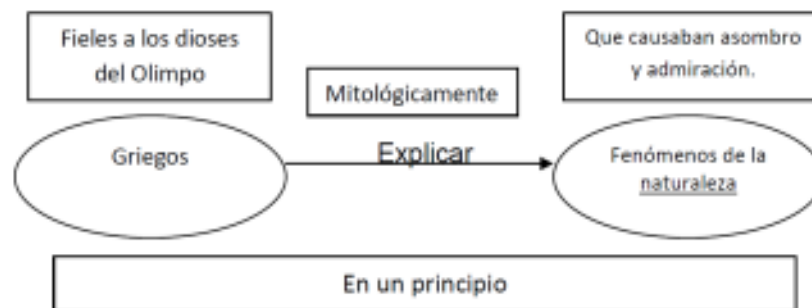 Fieles a los dioses
del Olimpo
Mitológicamente
Que causaban asombro
y admiración.
Griegos
Explicar
Fenómenos de la
naturaleza
En un principio